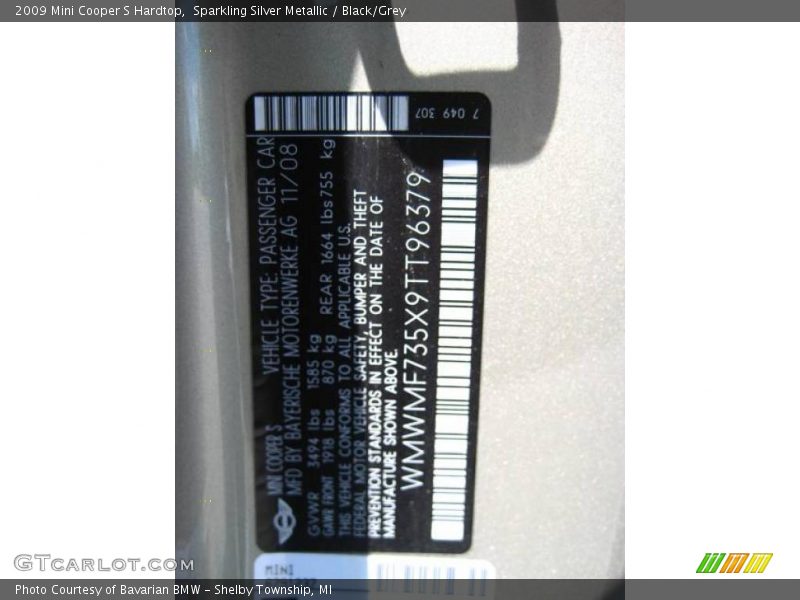 2009 Mini Cooper S Hardtop, Sparkling Silver Metallic / Black/Grey
7 049 307
MINI COOPER S VEHICLE TYPE: PASSENGER CAR
MFD BY BAYERISCHE MOTORENWERKE AG 11/08
GVWR 3494 lbs 1585 kg
GAWR FRONT 1918 lbs 870 kg REAR 1664 lbs 755 kg
THIS VEHICLE CONFORMS TO ALL APPLICABLE U.S.
FEDERAL MOTOR VEHICLE SAFETY, BUMPER AND THEFT
PREVENTION STANDARDS IN EFFECT ON THE DATE OF
MANUFACTURE SHOWN ABOVE.
WMWMF735X9TT96379
MINI
GTCARLOT.COM
Photo Courtesy of Bavarian BMW - Shelby Township, MI